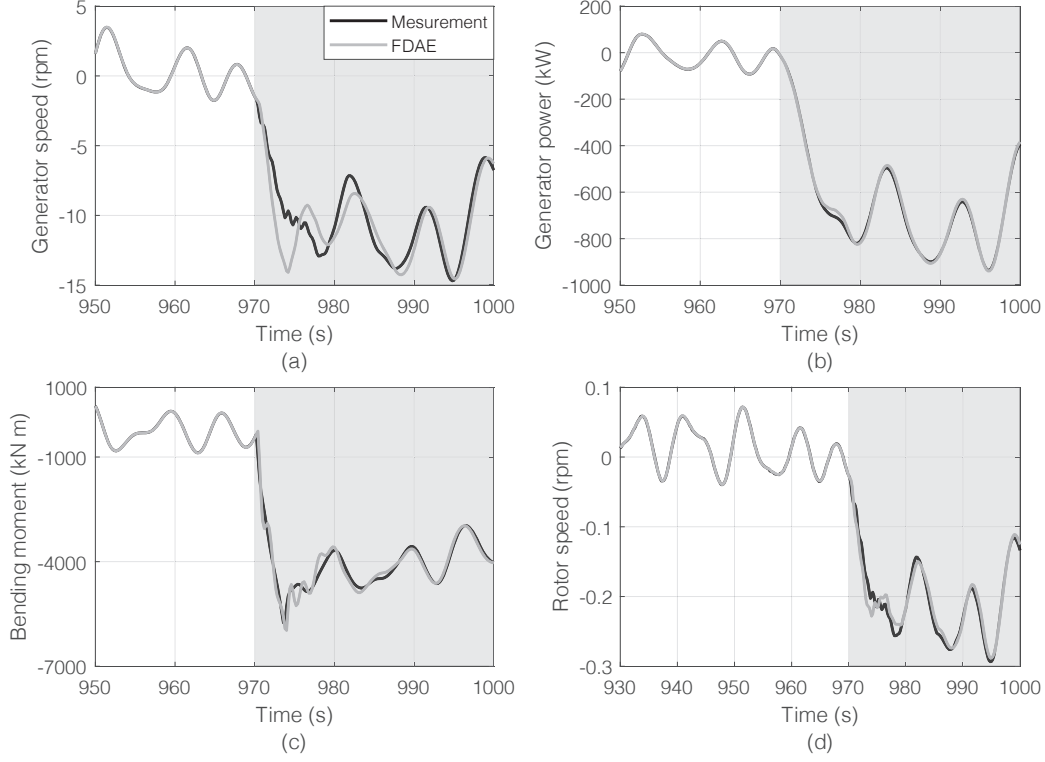 Mesurement
FDAE
Generator speed (rpm)
5
0
-5
-10
-15
950 960 970 980 990 1000
Time (s)
(a)
Generator power (kW)
200
0
-200
-400
-600
-800
-1000
950 960 970 980 990 1000
Time (s)
(b)
Bending moment (kN m)
1000
-1000
-4000
-7000
950 960 970 980 990 1000
Time (s)
(c)
Rotor speed (rpm)
0.1
0
-0.1
-0.2
-0.3
930 940 950 960 970 980 990 1000
Time (s)
(d)